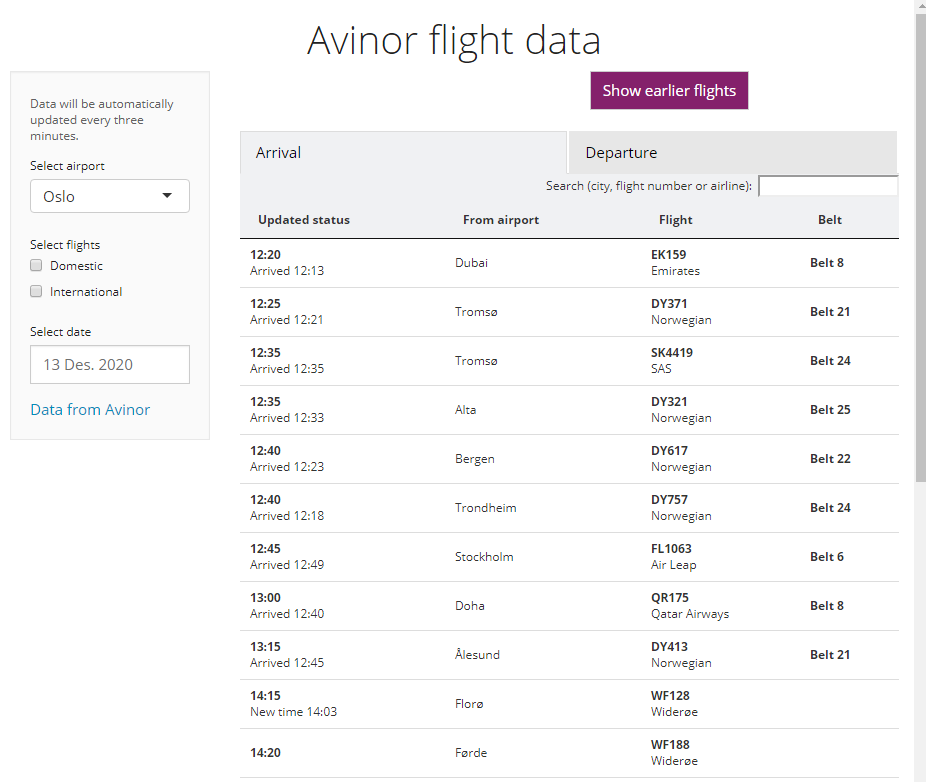 Avinor flight data
Data will be automatically
updated every three
minutes.
Select airport
Oslo
Select flights
Domestic
International
Select date
13 Des. 2020
Data from Avinor
Show earlier flights
Arrival Departure
Search (city, flight number or airline):
Updated status From airport Flight Belt
12:20 EK159
Arrived 12:13 Dubai Emirates Belt 8
12:25 DY371
Arrived 12:21 Tromsø Norwegian Belt 21
12:35 SK4419
Arrived 12:35 Tromsø SAS Belt 24
12:35 DY321
Arrived 12:33 Alta Norwegian Belt 25
12:40 DY617
Arrived 12:23 Bergen Norwegian Belt 22
12:40 DY757
Arrived 12:18 Trondheim Norwegian Belt 24
12:45 FL1063
Arrived 12:49 Stockholm Air Leap Belt 6
13:00 QR175
Arrived 12:40 Doha Qatar Airways Belt 8
13:15 DY413
Arrived 12:45 Ålesund Norwegian Belt 21
14:15 WF128
New time 14:03 Florø Widerøe
14:20 Førde WF188
Widerøe